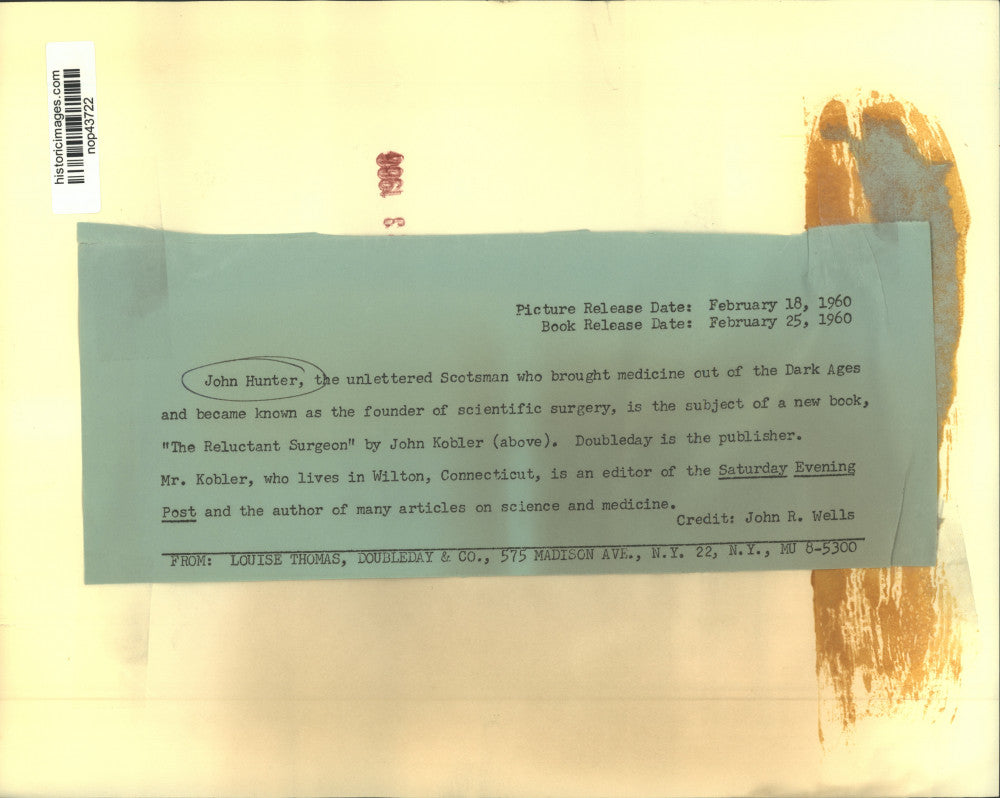 historicimages.com
nop43722
Picture Release Date: February 18, 1960
Book Release Date: February 25, 1960
John Hunter, the unlettered Scotsman who brought medicine out of the Dark Ages
and became known as the founder of scientific surgery, is the subject of a new book,
"The Reluctant Surgeon" by John Kobler (above). Doubleday is the publisher.
Mr. Kobler, who lives in Wilton, Connecticut, is an editor of the Saturday Evening
Post and the author of many articles on science and medicine.
Credit: John R. Wells
FROM: LOUISE THOMAS, DOUBLEDAY & CO., 575 MADISON AVE., N.Y. 22, N.Y., MU 8-5300